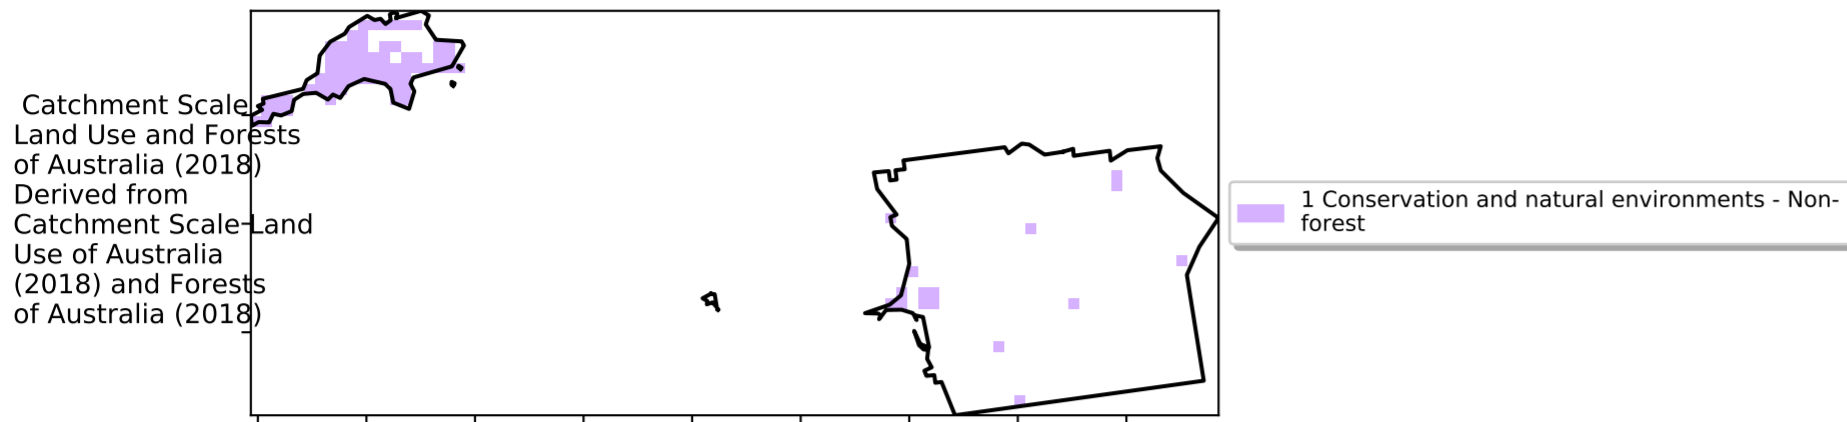 Catchment Scale
Land Use and Forests
of Australia (2018)
Derived from
Catchment Scale Land
Use of Australia
(2018) and Forests
of Australia (2018)
1 Conservation and natural environments - Non-
forest